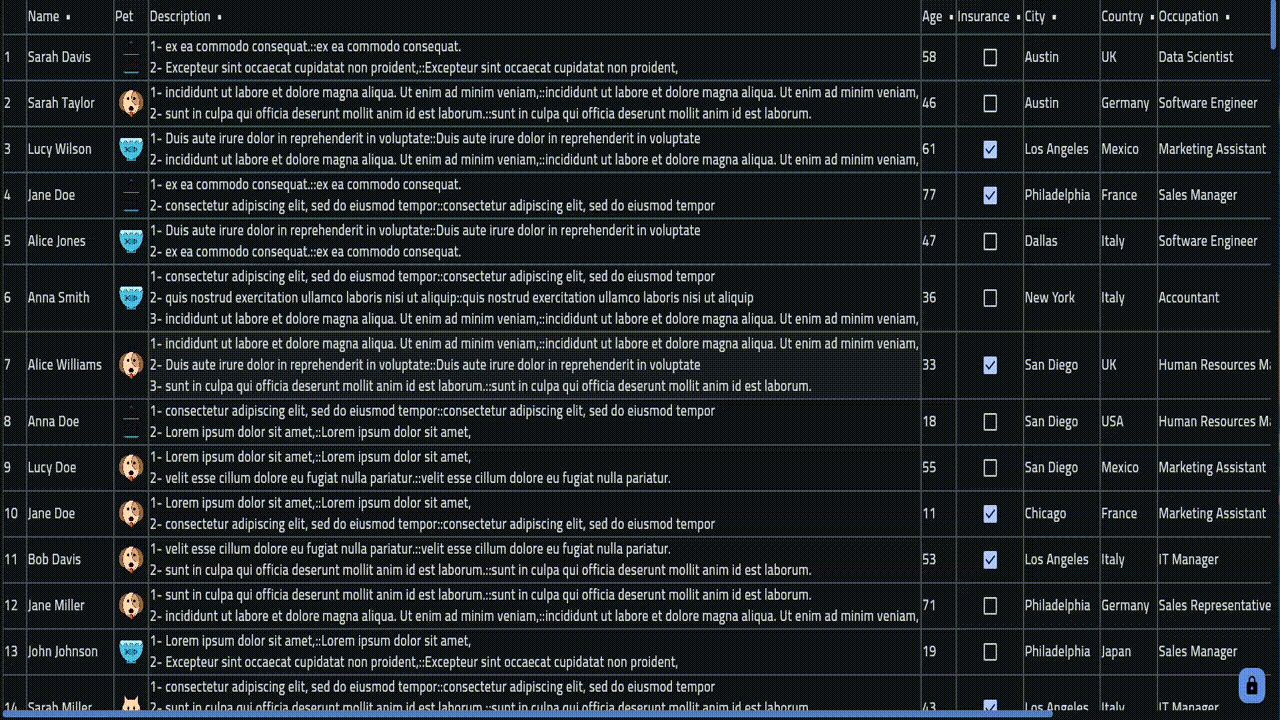 Name Pet Description Age Insurance City Country Occupation
1 Sarah Davis 1- ex ea commodo consequat.::ex ea commodo consequat. 58 Austin UK Data Scientist
2- Excepteur sint occaecat cupidatat non proident,::Excepteur sint occaecat cupidatat non proident,
2 Sarah Taylor 1- incididunt ut labore et dolore magna aliqua. Ut enim ad minim veniam,::incididunt ut labore et dolore magna aliqua. Ut enim ad minim veniam, 46 Austin Germany Software Engineer
2- sunt in culpa qui officia deserunt mollit anim id est laborum.::sunt in culpa qui officia deserunt mollit anim id est laborum.
3 Lucy Wilson 1- Duis aute irure dolor in reprehenderit in voluptate::Duis aute irure dolor in reprehenderit in voluptate 61 Los Angeles Mexico Marketing Assistant
2- incididunt ut labore et dolore magna aliqua. Ut enim ad minim veniam,::incididunt ut labore et dolore magna aliqua. Ut enim ad minim veniam,
4 Jane Doe 1- ex ea commodo consequat.::ex ea commodo consequat. 77 Philadelphia France Sales Manager
2- consectetur adipiscing elit, sed do eiusmod tempor::consectetur adipiscing elit, sed do eiusmod tempor
5 Alice Jones 1- Duis aute irure dolor in reprehenderit in voluptate::Duis aute irure dolor in reprehenderit in voluptate 47 Dallas Italy Software Engineer
2- ex ea commodo consequat.::ex ea commodo consequat.
1- consectetur adipiscing elit, sed do eiusmod tempor::consectetur adipiscing elit, sed do eiusmod tempor
6 Anna Smith 2- quis nostrud exercitation ullamco laboris nisi ut aliquip::quis nostrud exercitation ullamco laboris nisi ut aliquip 36 New York Italy Accountant
3- incididunt ut labore et dolore magna aliqua. Ut enim ad minim veniam,::incididunt ut labore et dolore magna aliqua. Ut enim ad minim veniam,
1- incididunt ut labore et dolore magna aliqua. Ut enim ad minim veniam,::incididunt ut labore et dolore magna aliqua. Ut enim ad minim veniam,
7 Alice Williams 2- Duis aute irure dolor in reprehenderit in voluptate::Duis aute irure dolor in reprehenderit in voluptate 33 San Diego UK Human Resources Ma
3- sunt in culpa qui officia deserunt mollit anim id est laborum.::sunt in culpa qui officia deserunt mollit anim id est laborum.
8 Anna Doe 1- consectetur adipiscing elit, sed do eiusmod tempor::consectetur adipiscing elit, sed do eiusmod tempor 18 San Diego USA Human Resources Ma
2- Lorem ipsum dolor sit amet,::Lorem ipsum dolor sit amet,
9 Lucy Doe 1- Lorem ipsum dolor sit amet,::Lorem ipsum dolor sit amet, 55 San Diego Mexico Marketing Assistant
2- velit esse cillum dolore eu fugiat nulla pariatur.::velit esse cillum dolore eu fugiat nulla pariatur.
10 Jane Doe 1- Lorem ipsum dolor sit amet,::Lorem ipsum dolor sit amet, 11 Chicago France Marketing Assistant
2- consectetur adipiscing elit, sed do eiusmod tempor::consectetur adipiscing elit, sed do eiusmod tempor
11 Bob Davis 1- velit esse cillum dolore eu fugiat nulla pariatur.::velit esse cillum dolore eu fugiat nulla pariatur. 53 Los Angeles Italy IT Manager
2- sunt in culpa qui officia deserunt mollit anim id est laborum.::sunt in culpa qui officia deserunt mollit anim id est laborum.
12 Jane Miller 1- sunt in culpa qui officia deserunt mollit anim id est laborum.::sunt in culpa qui officia deserunt mollit anim id est laborum. 71 Philadelphia Germany Sales Representative
2- incididunt ut labore et dolore magna aliqua. Ut enim ad minim veniam,::incididunt ut labore et dolore magna aliqua. Ut enim ad minim veniam,
13 John Johnson 1- Lorem ipsum dolor sit amet,::Lorem ipsum dolor sit amet, 19 Philadelphia Japan Sales Manager
2- Excepteur sint occaecat cupidatat non proident,::Excepteur sint occaecat cupidatat non proident,
1- consectetur adipiscing elit, sed do eiusmod tempor::consectetur adipiscing elit, sed do eiusmod tempor
14 Sarah Miller 2- sunt in culpa qui officia deserunt mollit anim id est laborum.::sunt in culpa qui officia deserunt mollit anim id est laborum. 43 Los Angeles Italy IT Manager